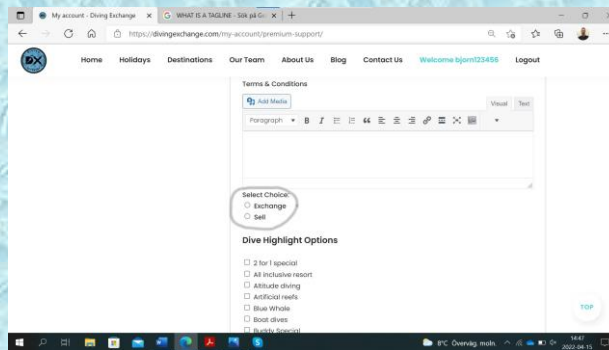 My account - Diving Exchange
WHAT IS A TAGLINE - Sök på Go
https://divingexchange.com/my-account/premium-support/
DX
Home Holidays Destinations Our Team About Us Blog Contact Us Welcome bjorn123456 Logout
Terms & Conditions
Add Media
Visual Text
Paragraph
Select Choice:
Exchange
Sell
Dive Highlight Options
2 for 1 special
All inclusive resort
Altitude diving
Artificial reefs
Blue Whale
Boat dives
Buddy Special
TOP
8°C Överväg. moln.
14:47
2022-04-15